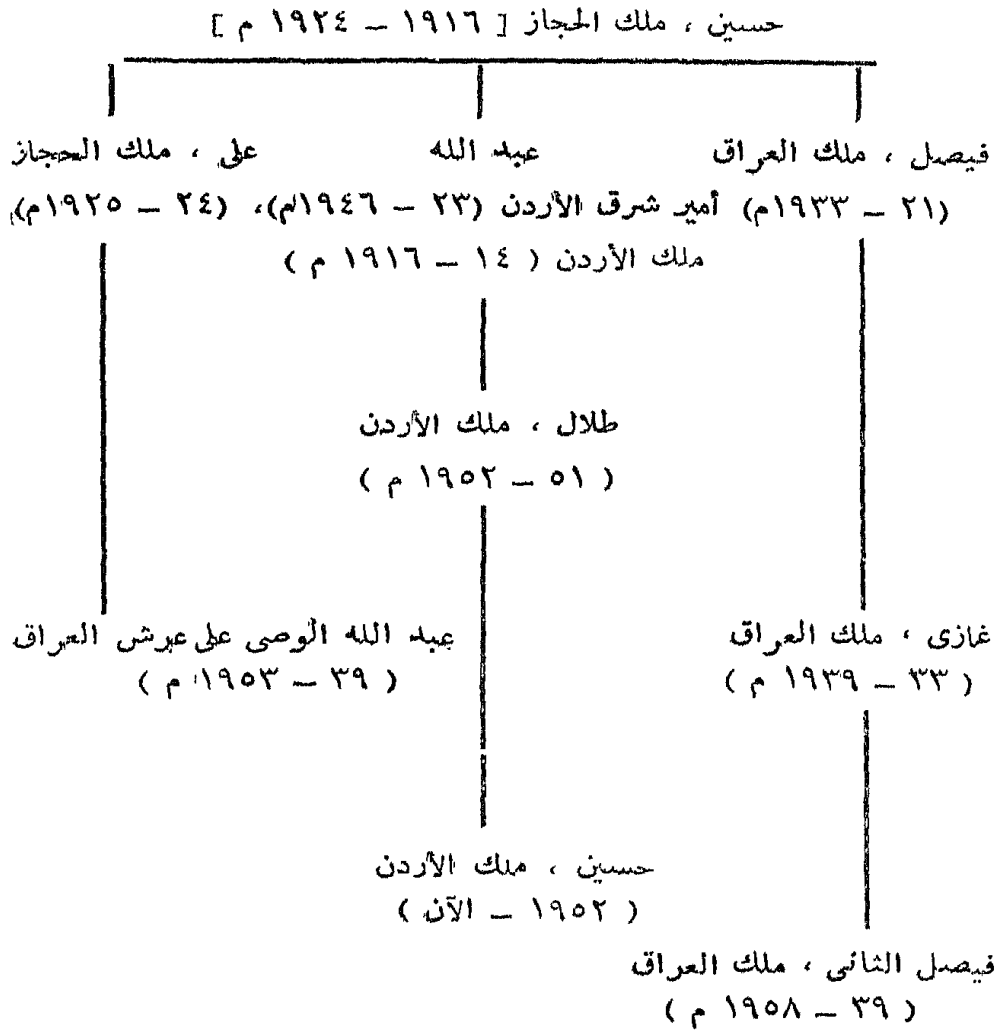 حسين ، ملك الحجاز [ ١٩١٦ – ١٩٢٤ م ]
فيصل ، ملك العراق عبد الله على ، ملك الحجاز
(٢١ – ١٩٣٣م) أمير شرق الأردن (٢٣ – ١٩٤٦م)، (٢٤ – ١٩٢٥م)
ملك الأردن ( ١٤ – ١٩١٦ م )
طلال ، ملك الأردن
( ٥١ – ١٩٥٢ م )
غازى ، ملك العراق عبد الله الوصى على عرش العراق
( ٣٣ – ١٩٣٩ م ) ( ٣٩ – ١٩٥٣ م )
حسين ، ملك الأردن
( ١٩٥٢ – الآن )
فيصل الثانى ، ملك العراق
( ٣٩ – ١٩٥٨ م )